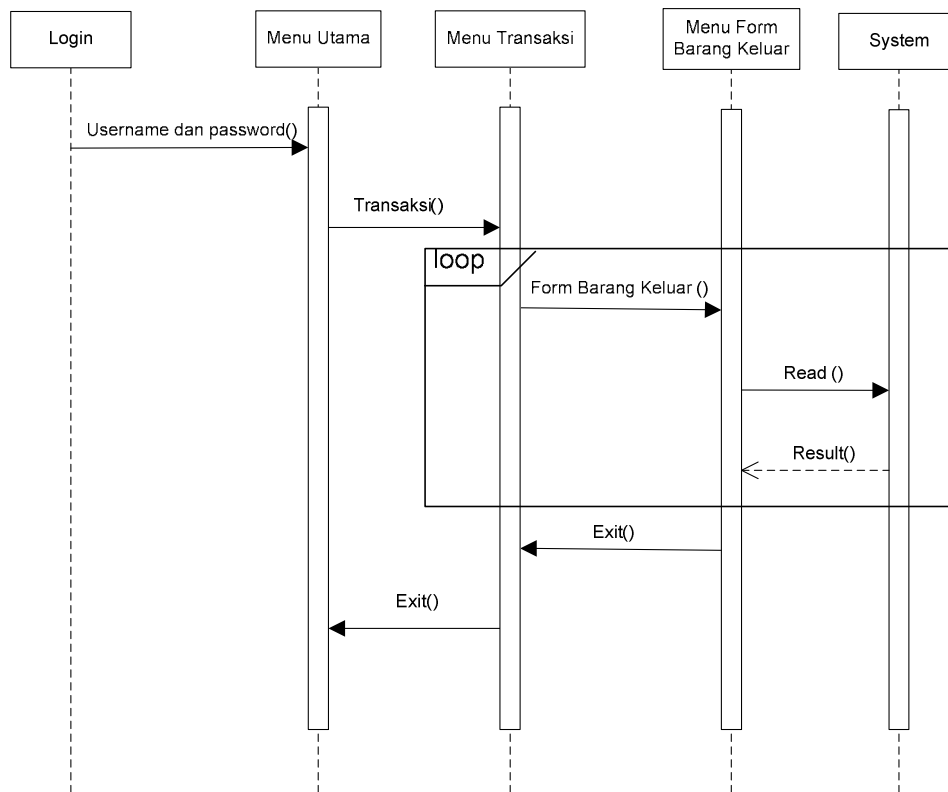 Login
Menu Utama
Menu Transaksi
Menu Form
Barang Keluar
System
Username dan password()
Transaksi()
loop
Form Barang Keluar ()
Read ()
Result()
Exit()
Exit()